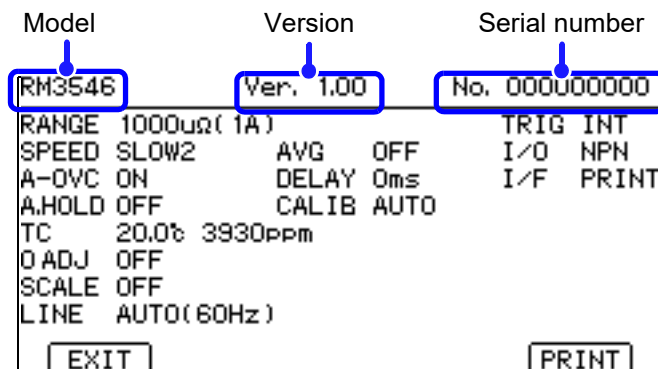 Model Version Serial number
RM3546 Ver. 1.00 No. 000000000
RANGE 1000uΩ( 1A) TRIG INT
SPEED SLOW2 AVG OFF I/O NPN
A-OVC ON DELAY 0ms I/F PRINT
A.HOLD OFF CALIB AUTO
TC 20.0℃ 3930ppm
0 ADJ OFF
SCALE OFF
LINE AUTO(60Hz)
EXIT PRINT